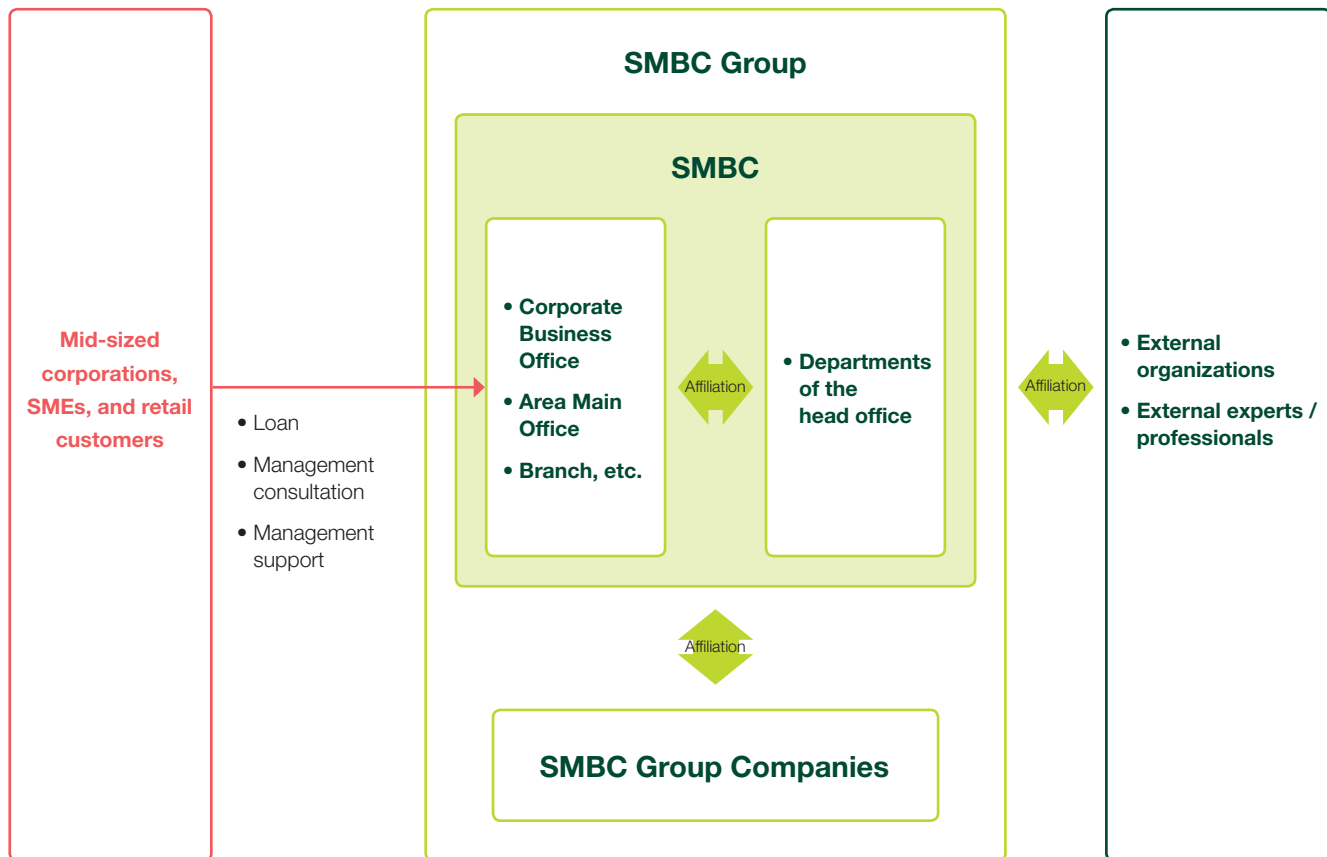 Mid-sized
corporations,
SMEs, and retail
customers
• Loan
• Management
consultation
• Management
support
SMBC Group
SMBC
• Corporate
Business
Office
• Area Main
Office
• Branch, etc.
Affiliation
• Departments
of the
head office
Affiliation
SMBC Group Companies
Affiliation
• External
organizations
• External experts /
professionals